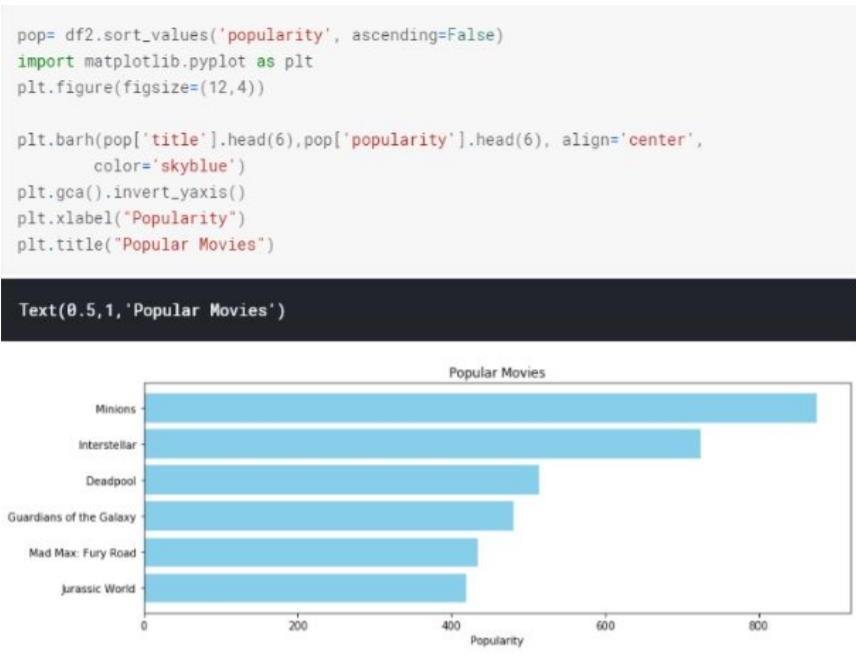 pop= df2.sort_values('popularity', ascending=False)
import matplotlib.pyplot as plt
plt.figure(figsize=(12,4))
plt.barh(pop['title'].head(6),pop['popularity'].head(6), align='center',
color='skyblue')
plt.gca().invert_yaxis()
plt.xlabel("Popularity")
plt.title("Popular Movies")
Text(0.5,1,'Popular Movies')
Popular Movies
Minions
Interstellar
Deadpool
Guardians of the Galaxy
Mad Max: Fury Road
Jurassic World
0 200 400 600 800
Popularity